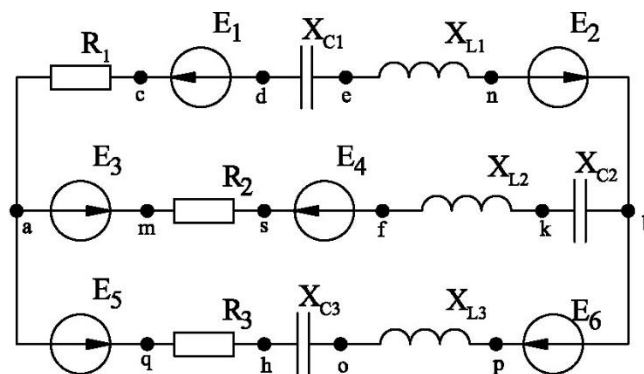 R1 E1 XC1 XL1 E2
c d e n
E3 R2 E4 XL2 XC2
a m s f k
E5 R3 XC3 XL3 E6
q h o p